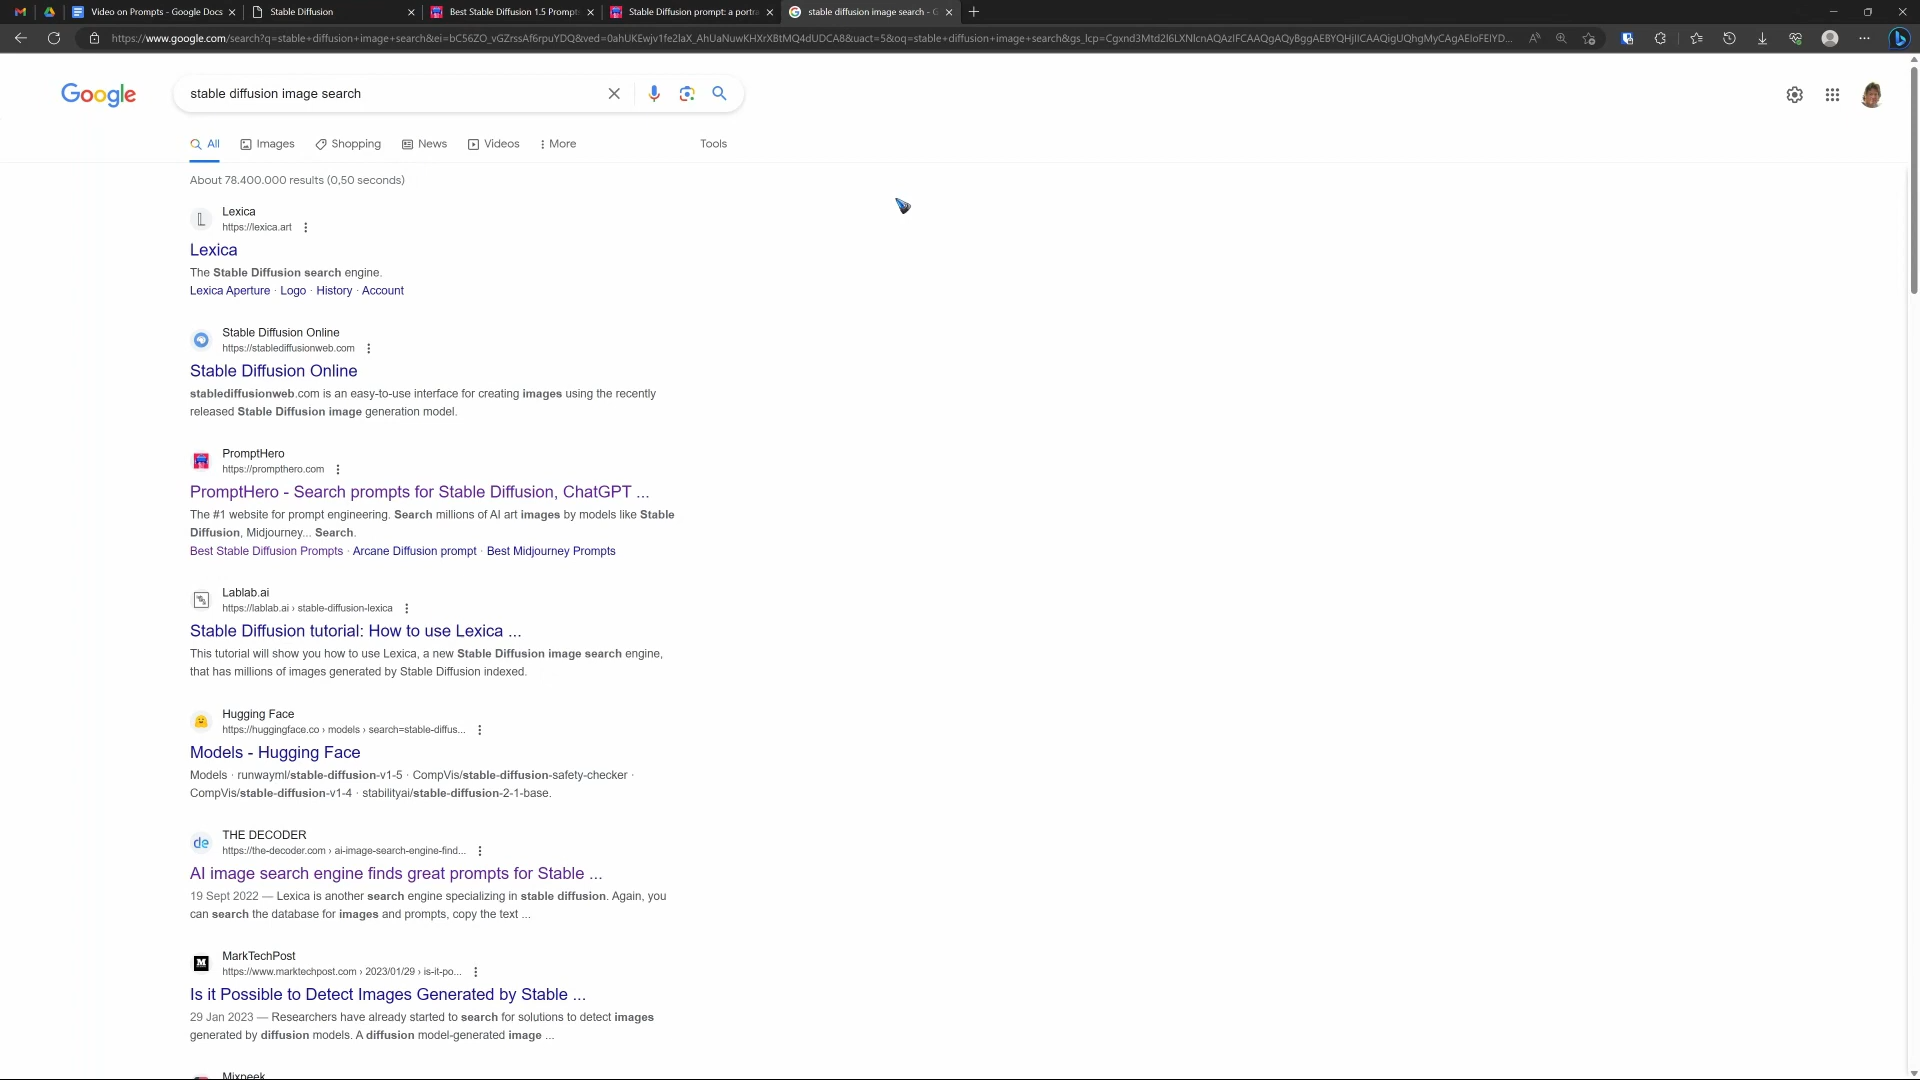 Video on Prompts - Google Docs
Stable Diffusion
Best Stable Diffusion 1.5 Prompt
Stable Diffusion prompt: a portra
stable diffusion image search - G
Google
stable diffusion image search
All
Images
Shopping
News
Videos
More
Tools
About 78.400.000 results (0,50 seconds)
Lexica
https://lexica.art
Lexica
The Stable Diffusion search engine.
Lexica Aperture · Logo · History · Account
Stable Diffusion Online
https://stablediffusionweb.com
Stable Diffusion Online
stablediffusionweb.com is an easy-to-use interface for creating images using the recently
released Stable Diffusion image generation model.
PromptHero
https://prompthero.com
PromptHero - Search prompts for Stable Diffusion, ChatGPT ...
The #1 website for prompt engineering. Search millions of AI art images by models like Stable
Diffusion, Midjourney... Search.
Best Stable Diffusion Prompts · Arcane Diffusion prompt · Best Midjourney Prompts
Lablab.ai
https://lablab.ai › stable-diffusion-lexica
Stable Diffusion tutorial: How to use Lexica ...
This tutorial will show you how to use Lexica, a new Stable Diffusion image search engine,
that has millions of images generated by Stable Diffusion indexed.
Hugging Face
https://huggingface.co › models › search=stable-diffus...
Models - Hugging Face
Models · runwayml/stable-diffusion-v1-5 · CompVis/stable-diffusion-safety-checker ·
CompVis/stable-diffusion-v1-4 · stabilityai/stable-diffusion-2-1-base.
de
THE DECODER
https://the-decoder.com › ai-image-search-engine-find...
AI image search engine finds great prompts for Stable ...
19 Sept 2022 — Lexica is another search engine specializing in stable diffusion. Again, you
can search the database for images and prompts, copy the text ...
M
MarkTechPost
https://www.marktechpost.com › 2023/01/29 › is-it-po...
Is it Possible to Detect Images Generated by Stable ...
29 Jan 2023 — Researchers have already started to search for solutions to detect images
generated by diffusion models. A diffusion model-generated image ...
Mixpeek